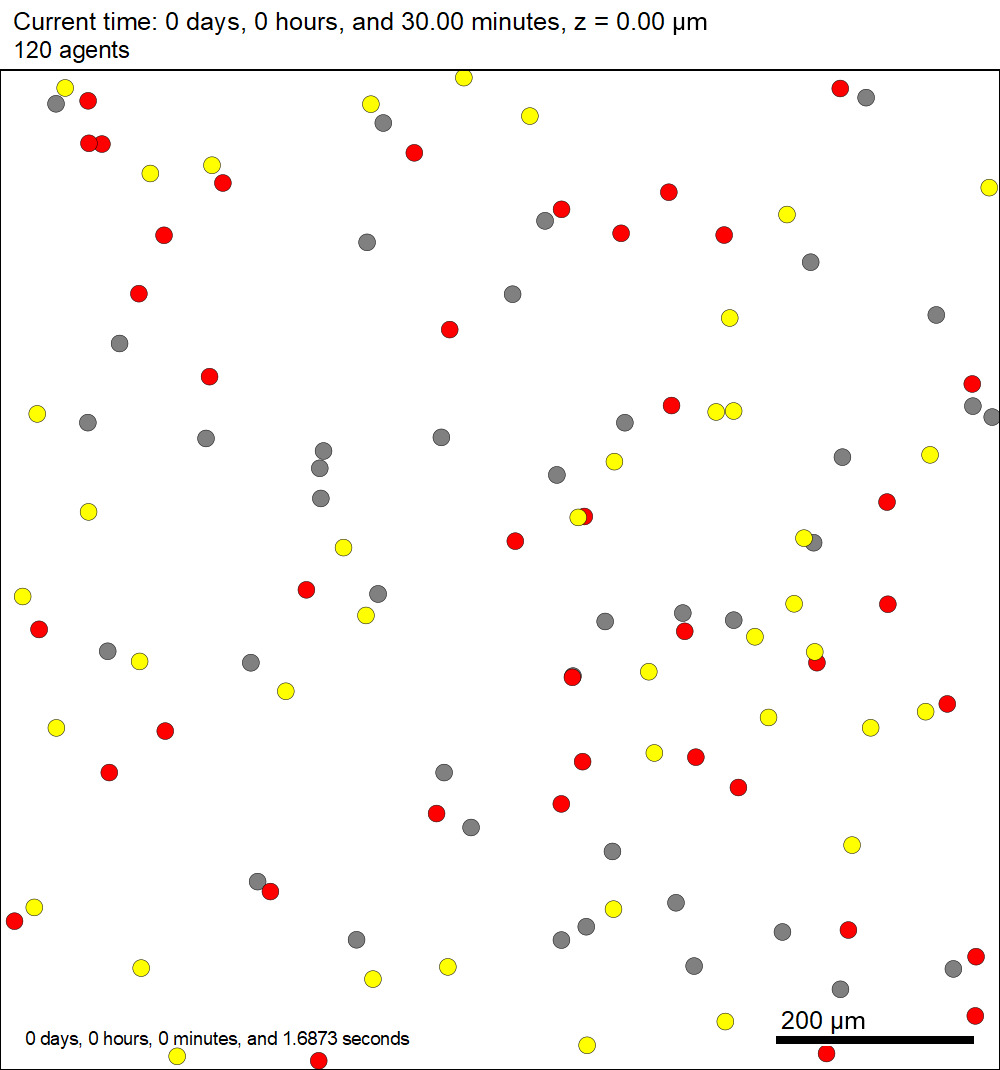 Current time: 0 days, 0 hours, and 30.00 minutes, z = 0.00 µm
120 agents
200 µm
0 days, 0 hours, 0 minutes, and 1.6873 seconds